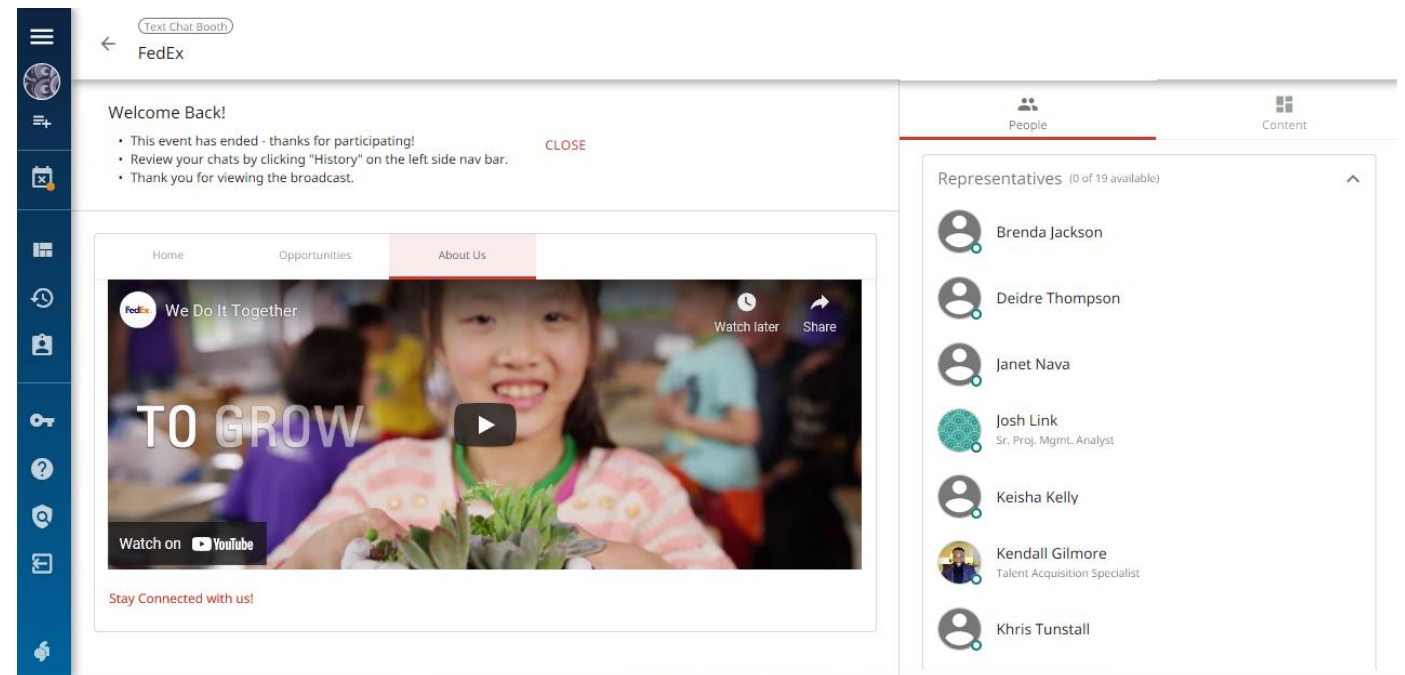 Text Chat Booth
FedEx
Welcome Back!
• This event has ended - thanks for participating!
• Review your chats by clicking "History" on the left side nav bar.
• Thank you for viewing the broadcast.
CLOSE
Home
Opportunities
About Us
FedEx
We Do It Together
Watch later
Share
TO GROW
Watch on YouTube
Stay Connected with us!
People
Content
Representatives (0 of 19 available)
Brenda Jackson
Deidre Thompson
Janet Nava
Josh Link
Sr. Proj. Mgmt. Analyst
Keisha Kelly
Kendall Gilmore
Talent Acquisition Specialist
Khris Tunstall